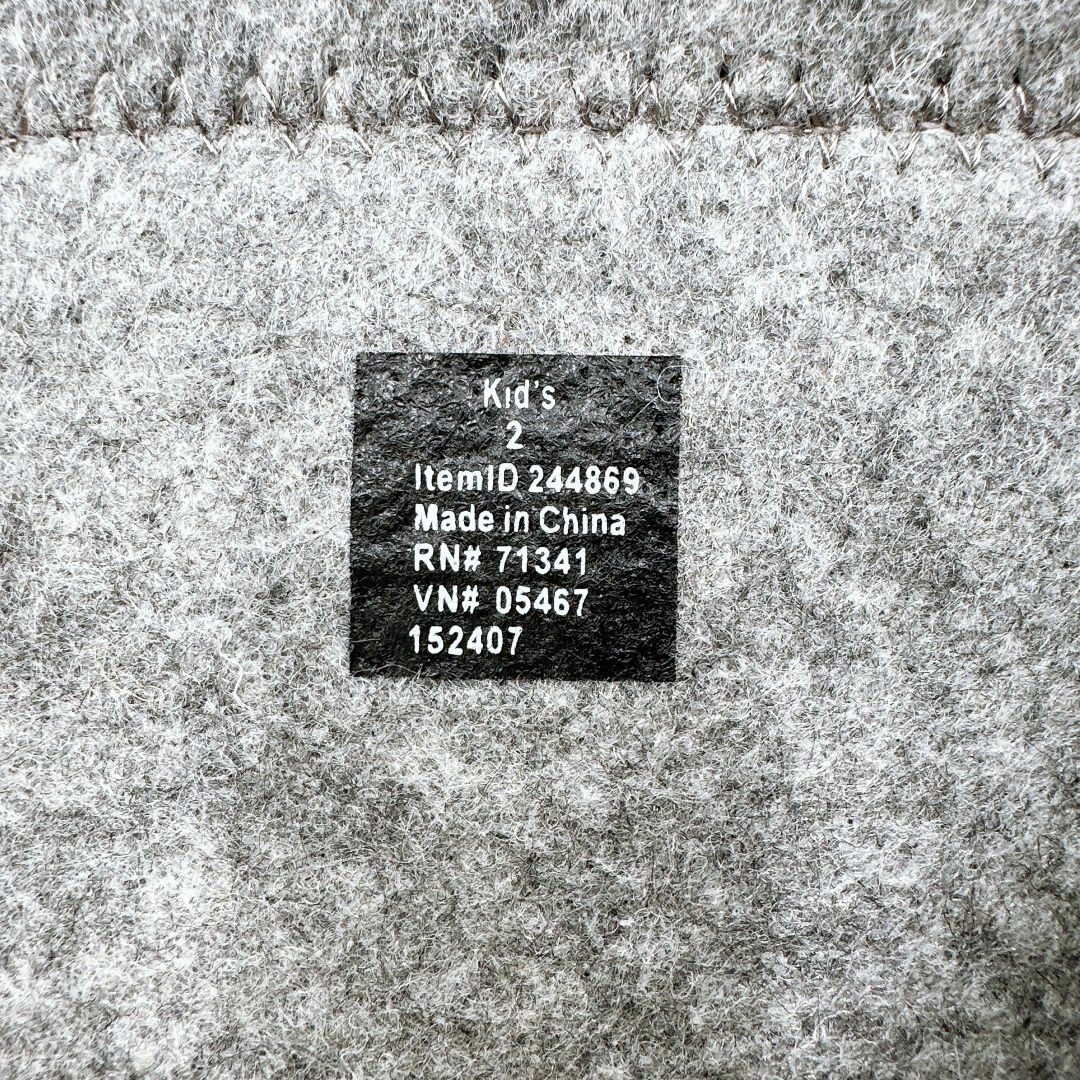 Kid's
2
ItemID 244869
Made in China
RN# 71341
VN# 05467
152407